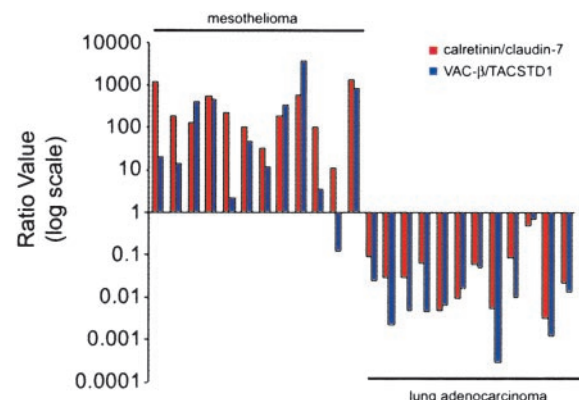 mesothelioma
10000
1000
100
10
1
0.1
0.01
0.001
0.0001
Ratio Value
(log scale)
calretinin/claudin-7
VAC-β/TACSTD1
lung adenocarcinoma